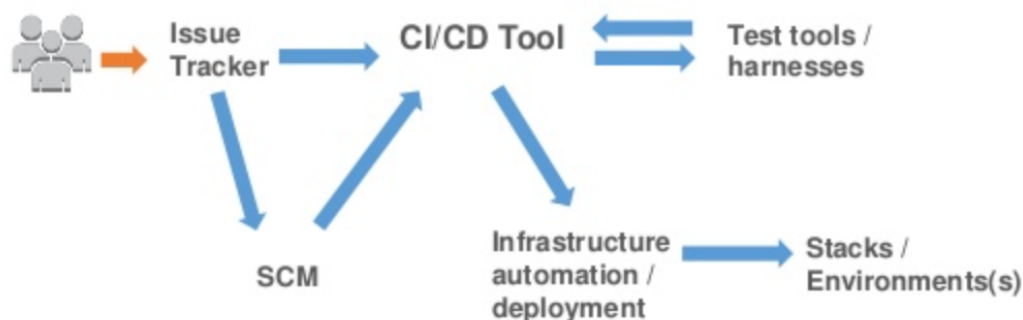 Issue
Tracker
CI/CD Tool
Test tools /
harnesses
SCM
Infrastructure
automation /
deployment
Stacks /
Environments(s)